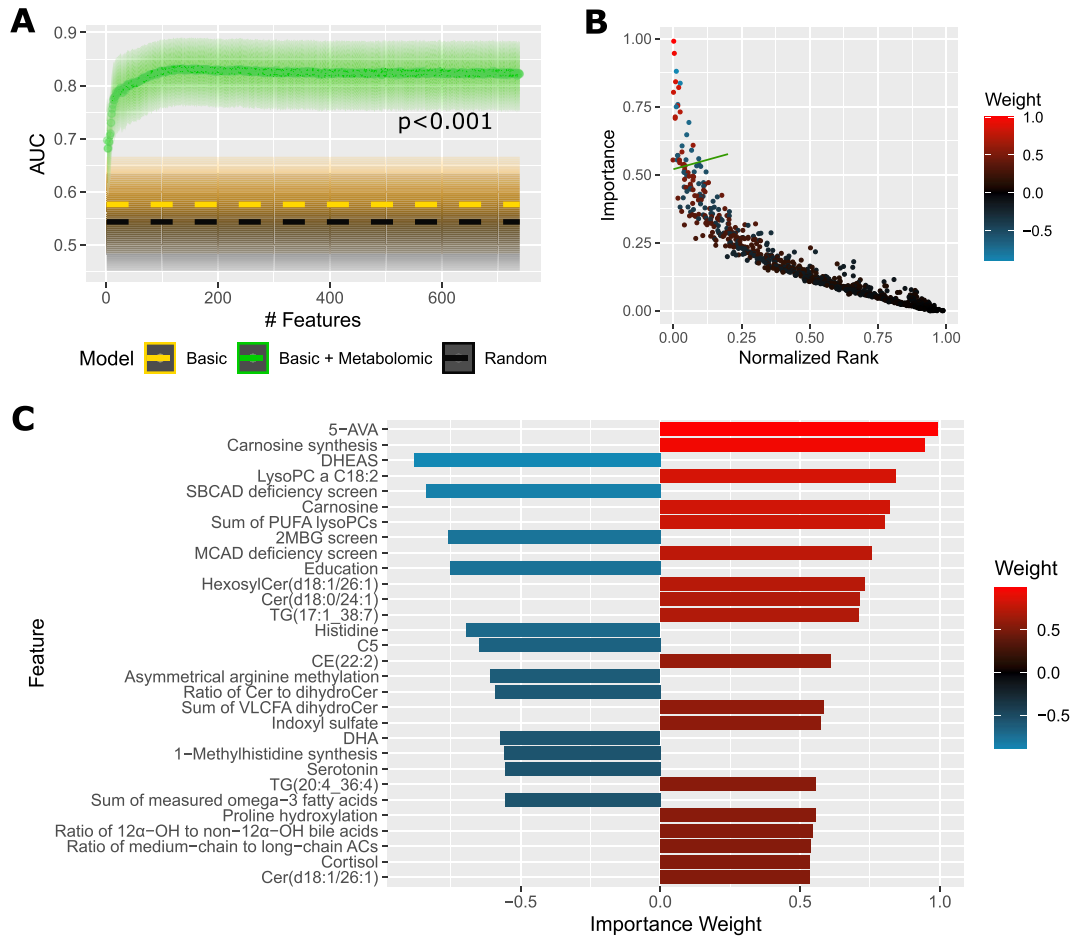 A
0.9
0.8
0.7
0.6
0.5
AUC
p<0.001
0
200
400
600
# Features
Model
Basic
Basic + Metabolomic
Random
B
1.00
0.75
0.50
0.25
0.00
Importance
0.00
0.25
0.50
0.75
1.00
Normalized Rank
Weight
1.0
0.5
0.0
−0.5
C
Feature
5−AVA
Carnosine synthesis
DHEAS
LysoPC a C18:2
SBCAD deficiency screen
Carnosine
Sum of PUFA lysoPCs
2MBG screen
MCAD deficiency screen
Education
HexosylCer(d18:1/26:1)
Cer(d18:0/24:1)
TG(17:1_38:7)
Histidine
C5
CE(22:2)
Asymmetrical arginine methylation
Ratio of Cer to dihydroCer
Sum of VLCFA dihydroCer
Indoxyl sulfate
DHA
1−Methylhistidine synthesis
Serotonin
TG(20:4_36:4)
Sum of measured omega−3 fatty acids
Proline hydroxylation
Ratio of 12α−OH to non−12α−OH bile acids
Ratio of medium−chain to long−chain ACs
Cortisol
Cer(d18:1/26:1)
−0.5
0.0
0.5
1.0
Importance Weight
Weight
0.5
0.0
−0.5